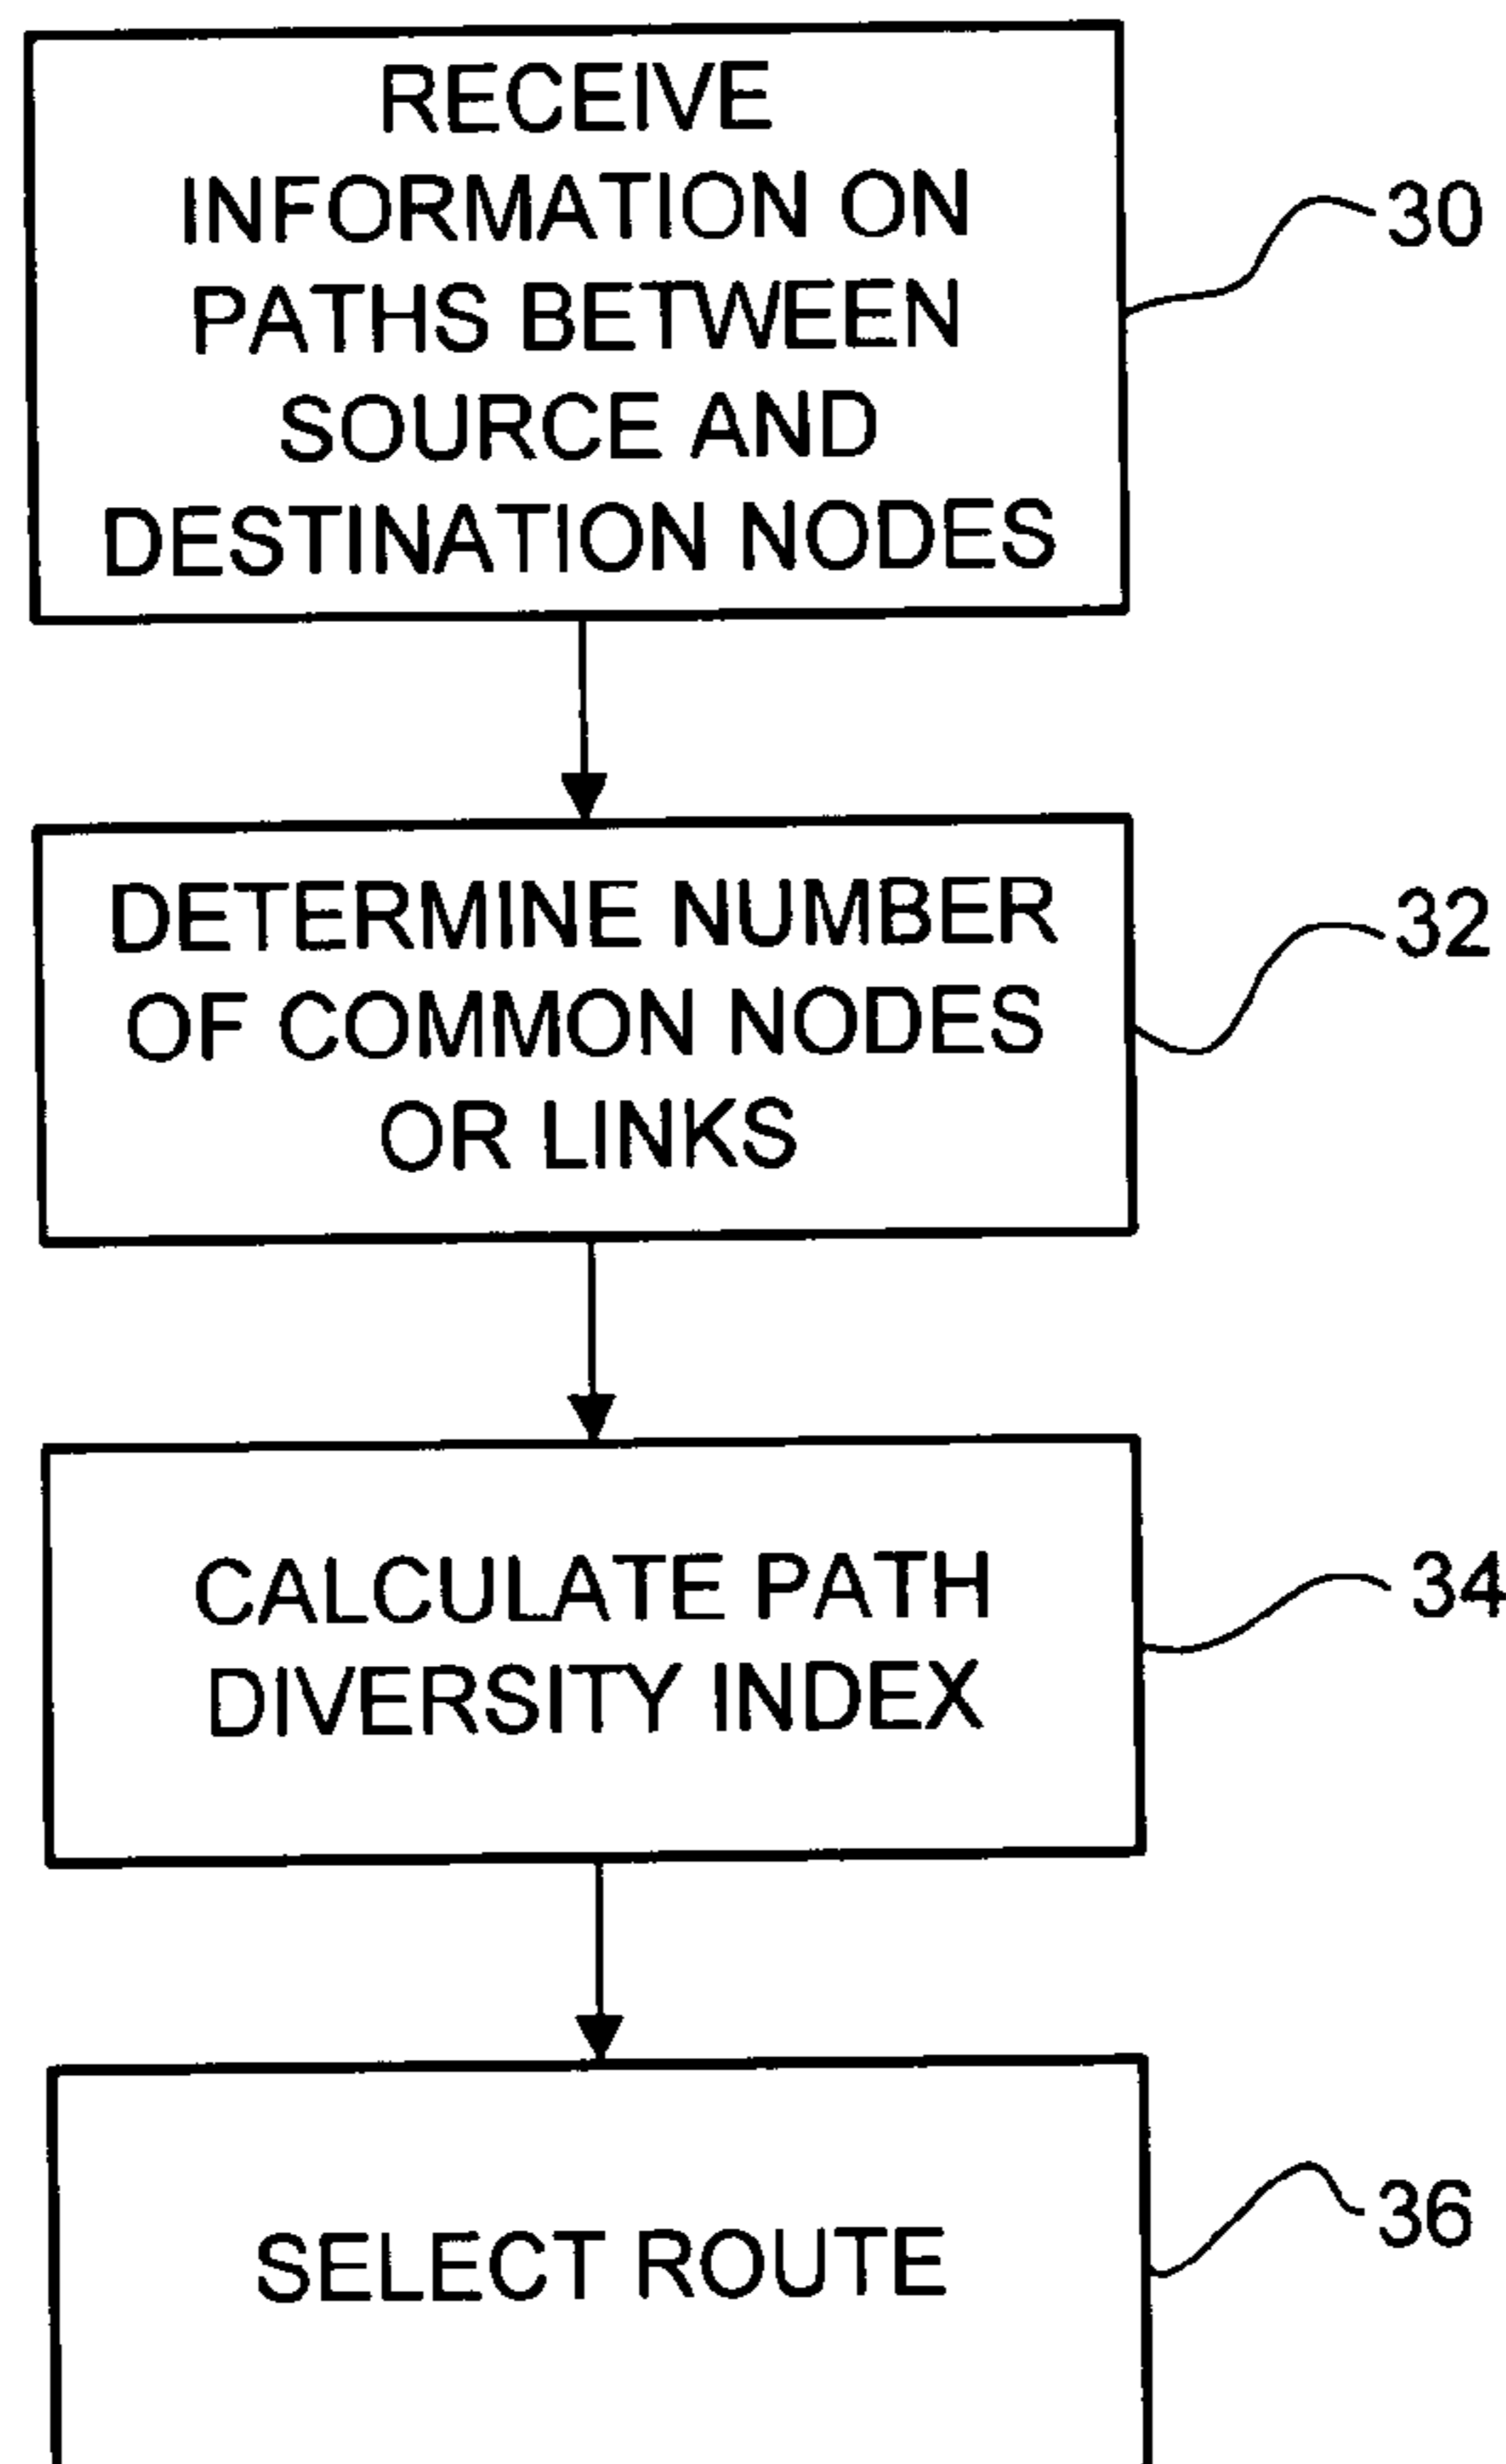 RECEIVE
INFORMATION ON
PATHS BETWEEN
SOURCE AND
DESTINATION NODES
30
DETERMINE NUMBER
OF COMMON NODES
OR LINKS
32
CALCULATE PATH
DIVERSITY INDEX
34
SELECT ROUTE
36